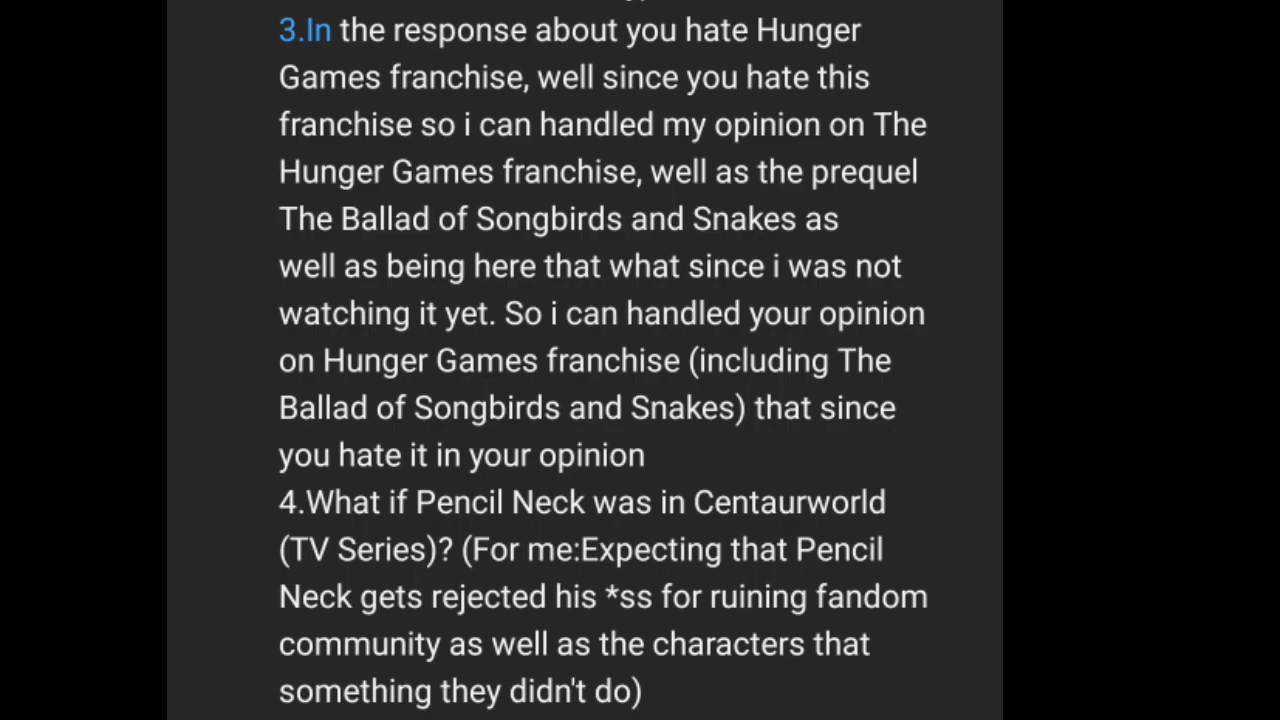 3.In the response about you hate Hunger
Games franchise, well since you hate this
franchise so i can handled my opinion on The
Hunger Games franchise, well as the prequel
The Ballad of Songbirds and Snakes as
well as being here that what since i was not
watching it yet. So i can handled your opinion
on Hunger Games franchise (including The
Ballad of Songbirds and Snakes) that since
you hate it in your opinion
4.What if Pencil Neck was in Centaurworld
(TV Series)? (For me:Expecting that Pencil
Neck gets rejected his *ss for ruining fandom
community as well as the characters that
something they didn't do)